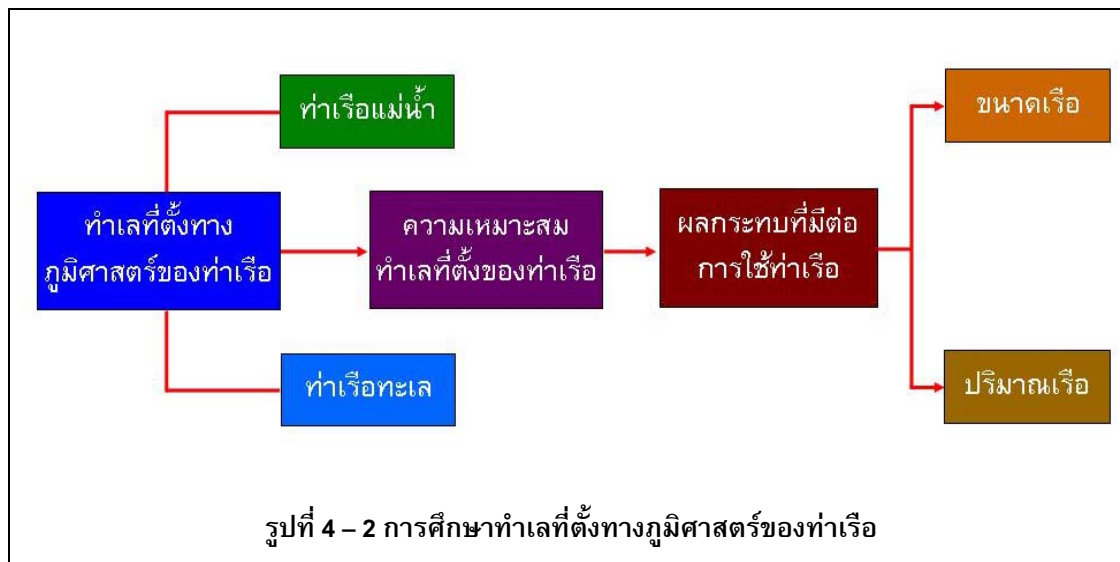 ท่าเรือแม่น้ำ
ขนาดเรือ
ทำเลที่ตั้งทาง
ภูมิศาสตร์ของท่าเรือ
ความเหมาะสม
ทำเลที่ตั้งของท่าเรือ
ผลกระทบที่มีต่อ
การใช้ท่าเรือ
ท่าเรือทะเล
ปริมาณเรือ
รูปที่ 4 – 2 การศึกษาทำเลที่ตั้งทางภูมิศาสตร์ของท่าเรือ